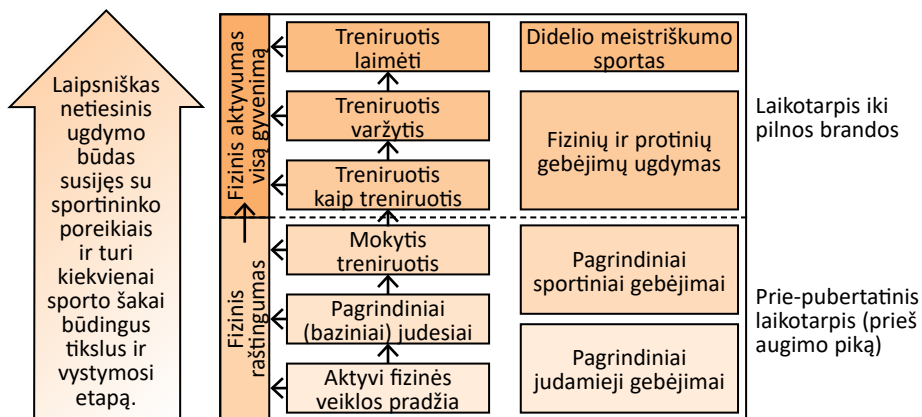 Laipsniškas
netiesinis
ugdymo
būdas
susijęs su
sportininko
poreikiais
ir turi
kiekvienai
sporto šakai
būdingus
tikslus ir
vystymosi
etapą.
Fizinis aktyvumas
visą gyvenimą
Fizinis
raštingumas
Treniruotis
laimėti
Treniruotis
varžytis
Treniruotis
kaip treniruotis
Mokytis
treniruotis
Pagrindiniai
(baziniai) judesiai
Aktyvi fizinės
veiklos pradžia
Didelio meistriškumo
sportas
Fizinių ir protinių
gebėjimų ugdymas
Pagrindiniai
sportiniai gebėjimai
Pagrindiniai
judamieji gebėjimai
Laikotarpis iki
pilnos brandos
Prie-pubertatinis
laikotarpis (prieš
augimo piką)